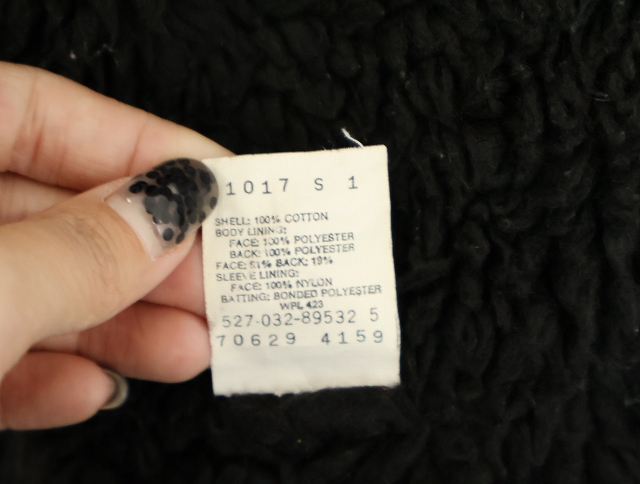 1017 S 1
SHELL: 100% COTTON
BODY LINING:
FACE: 100% POLYESTER
BACK: 100% POLYESTER
FACE: 81% BACK: 19%
SLEEVE LINING:
FACE: 100% NYLON
BATTING: BONDED POLYESTER
WPL 423
527-032-89532 5
70629 4159